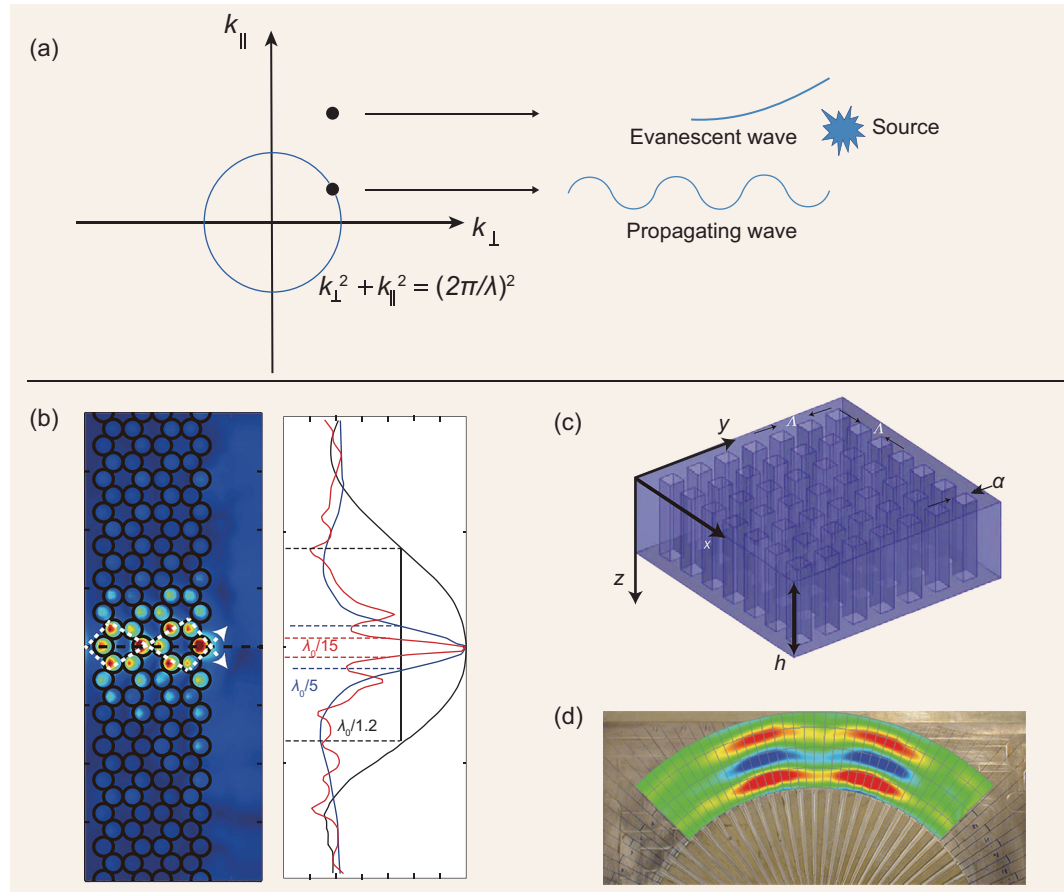 (a)
k∥
Evanescent wave
Source
Propagating wave
k⊥
k⊥² + k∥² = (2π/λ)²
(b)
λ₀/15
λ₀/5
λ₀/1.2
(c)
y
Λ
Λ
α
x
z
h
(d)